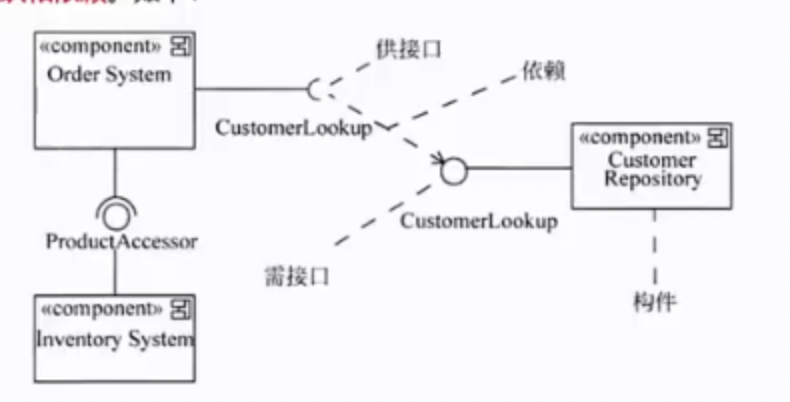 «component»
Order System
供接口
依赖
CustomerLookup
«component»
Customer
Repository
CustomerLookup
ProductAccessor
需接口
构件
«component»
Inventory System